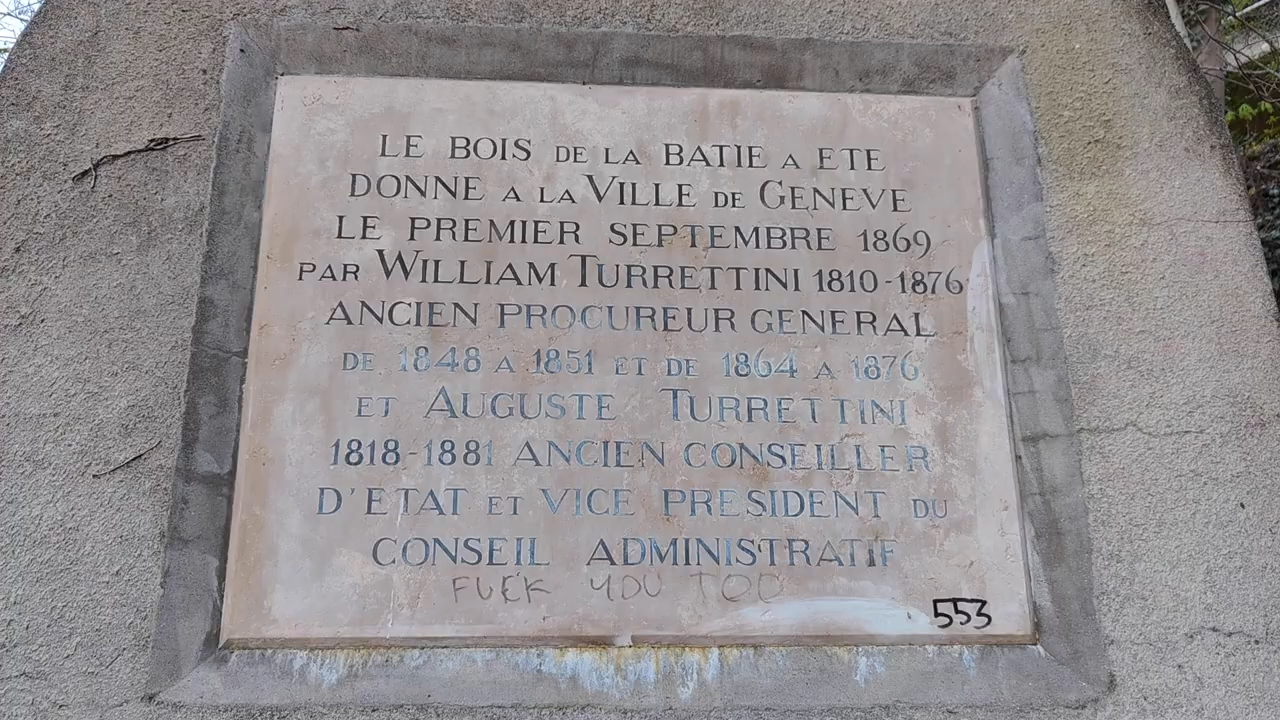 LE BOIS DE LA BATIE A ETE
DONNE A LA VILLE DE GENEVE
LE PREMIER SEPTEMBRE 1869
PAR WILLIAM TURRETTINI 1810-1876
ANCIEN PROCUREUR GENERAL
DE 1848 A 1851 ET DE 1864 A 1876
ET AUGUSTE TURRETTINI
1818-1881 ANCIEN CONSEILLER
D'ETAT ET VICE PRESIDENT DU
CONSEIL ADMINISTRATIF
FUCK YOU TOO
553